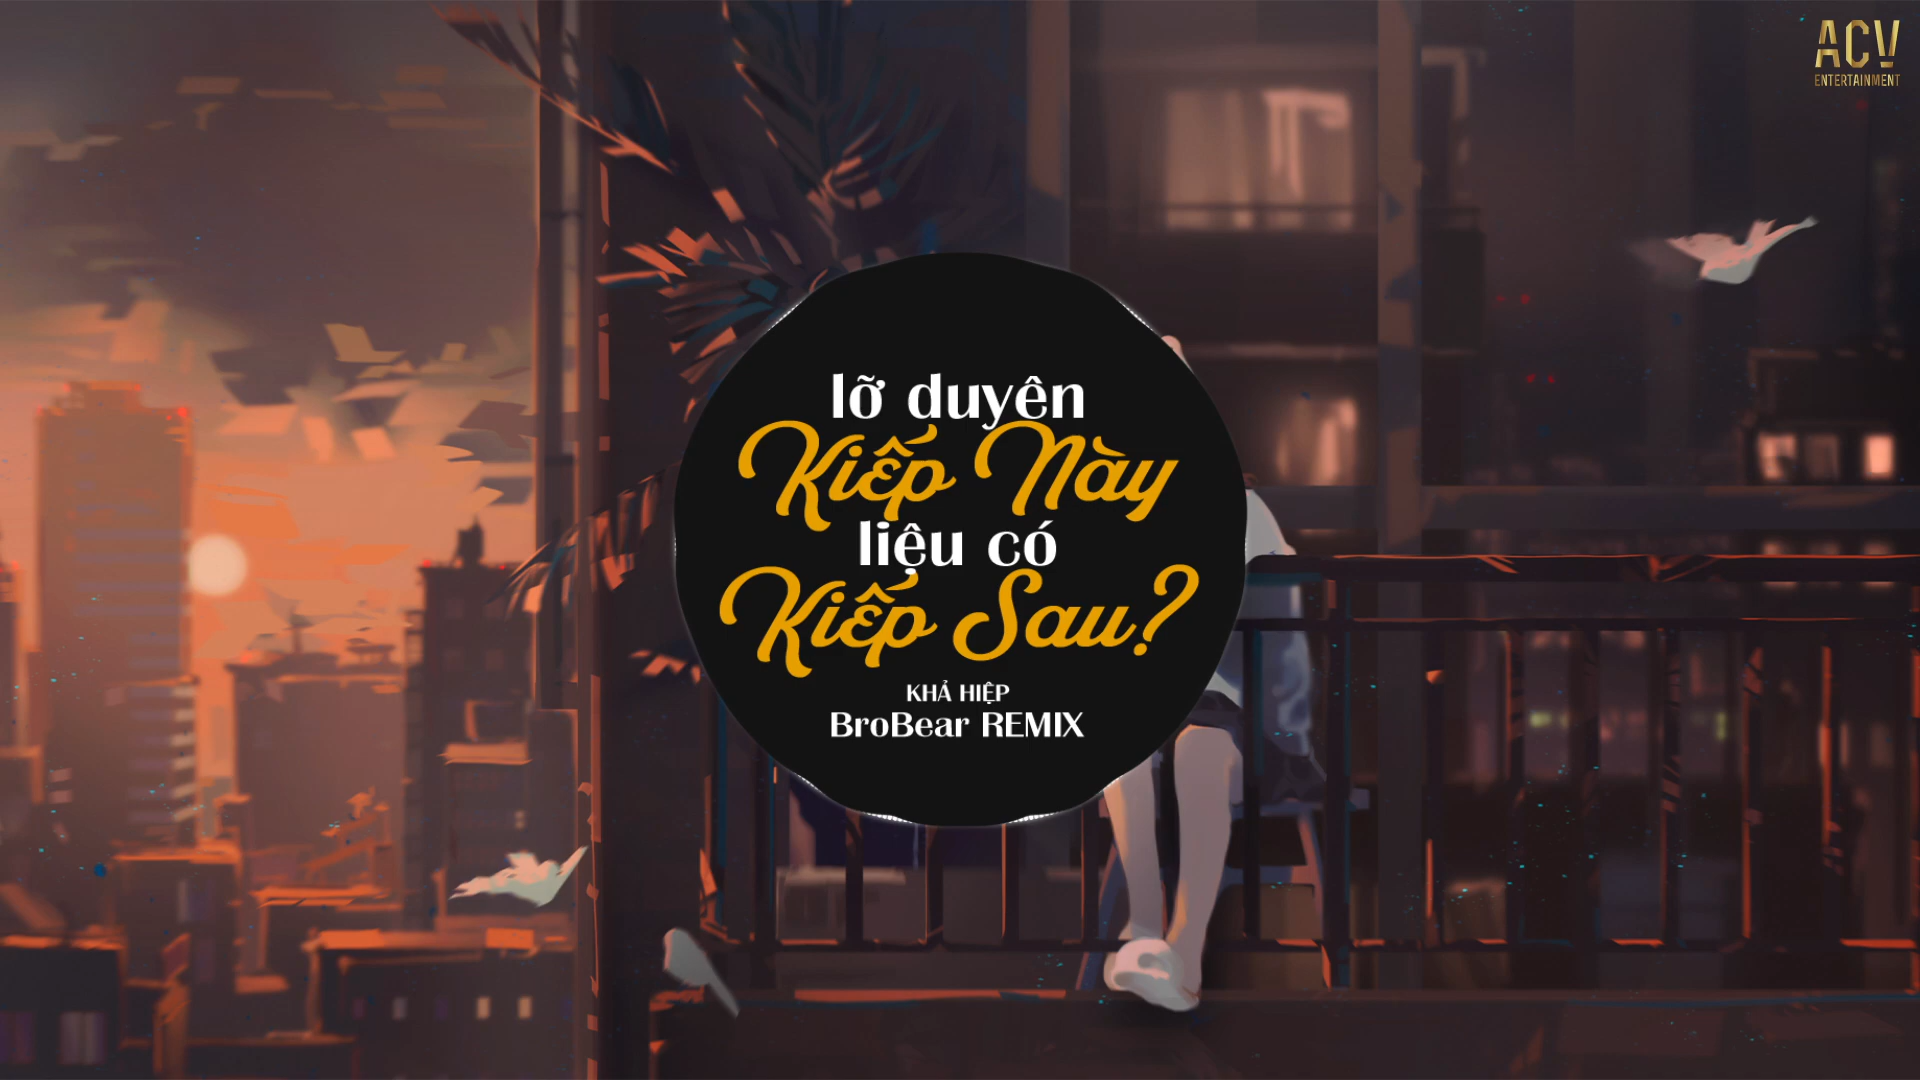 ACV
ENTERTAINMENT
lỡ duyên
Kiếp Này
liệu có
Kiếp Sau?
KHẢ HIỆP
BroBear REMIX